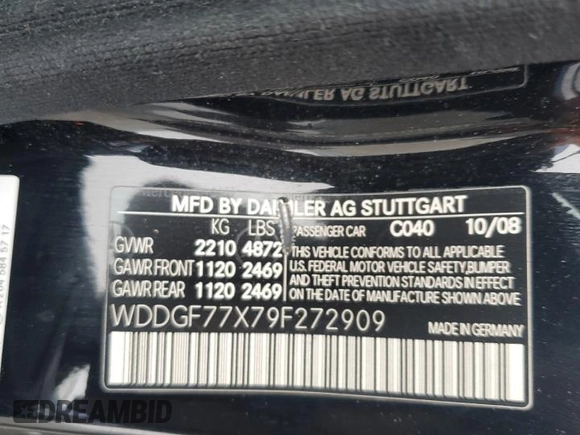 MFD BY DAIMLER AG STUTTGART
KG LBS PASSENGER CAR C040 10/08
GVWR 2210 4872
GAWR FRONT 1120 2469
GAWR REAR 1120 2469
THIS VEHICLE CONFORMS TO ALL APPLICABLE
U.S. FEDERAL MOTOR VEHICLE SAFETY, BUMPER
AND THEFT PREVENTION STANDARDS IN
EFFECT ON THE DATE OF MANUFACTURE
SHOWN ABOVE.
WDDGF77X79F272909
MADE IN GERMANY
AG STUTTGART
DREAMBID